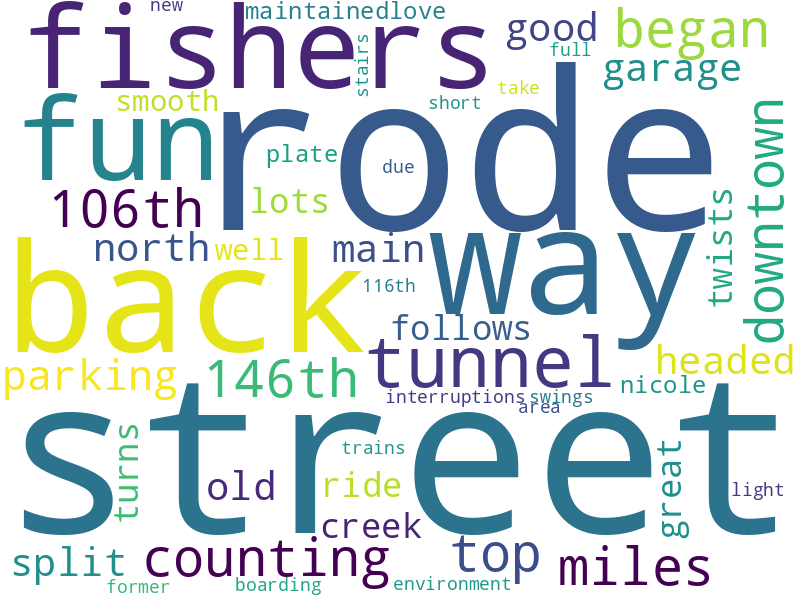 new
maintainedlove
fishers
stairs
good
full
began
garage
smooth
short
take
fun
rode
plate
due
downtown
106th
lots
twists
north
well
main
way
back
116th
follows
parking
146th
tunnel
headed
nicole
interruptions
swings
area
street
turns
trains
great
old
ride
light
creek
split
counting
top
miles
former
boarding
environment